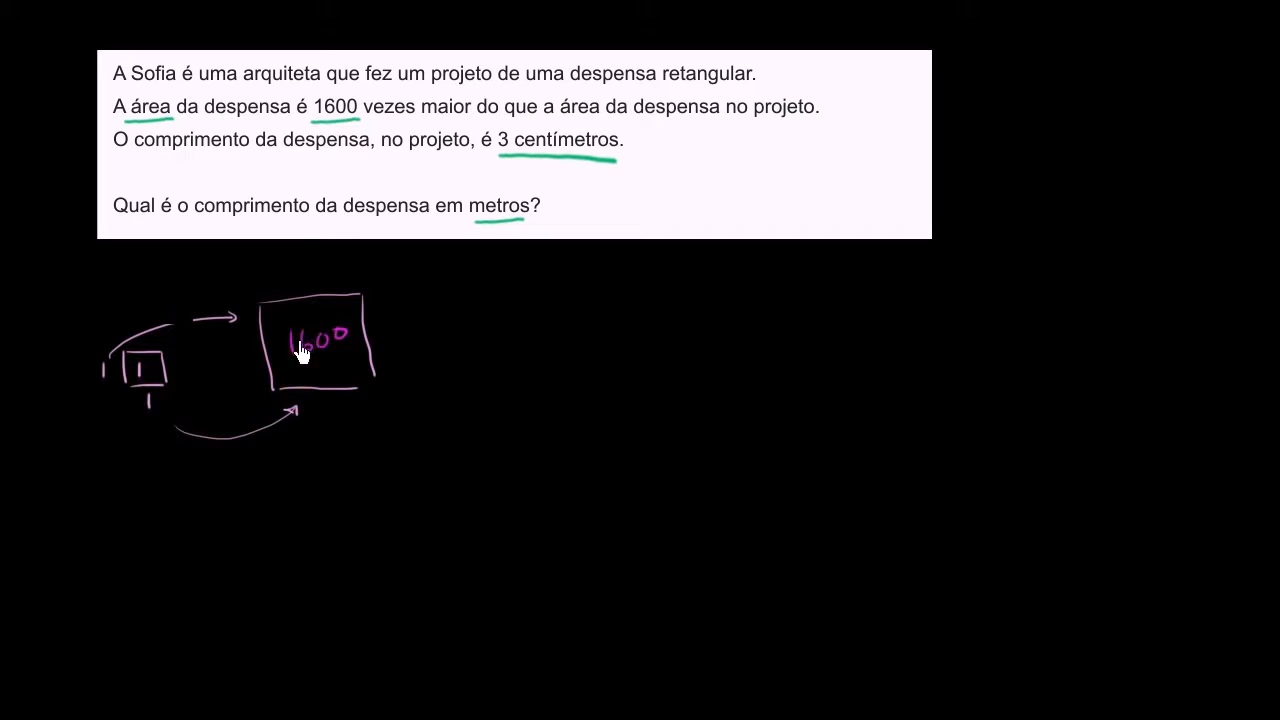 A Sofia é uma arquiteta que fez um projeto de uma despensa retangular.
A área da despensa é 1600 vezes maior do que a área da despensa no projeto.
O comprimento da despensa, no projeto, é 3 centímetros.
Qual é o comprimento da despensa em metros?
1600
1 1
1